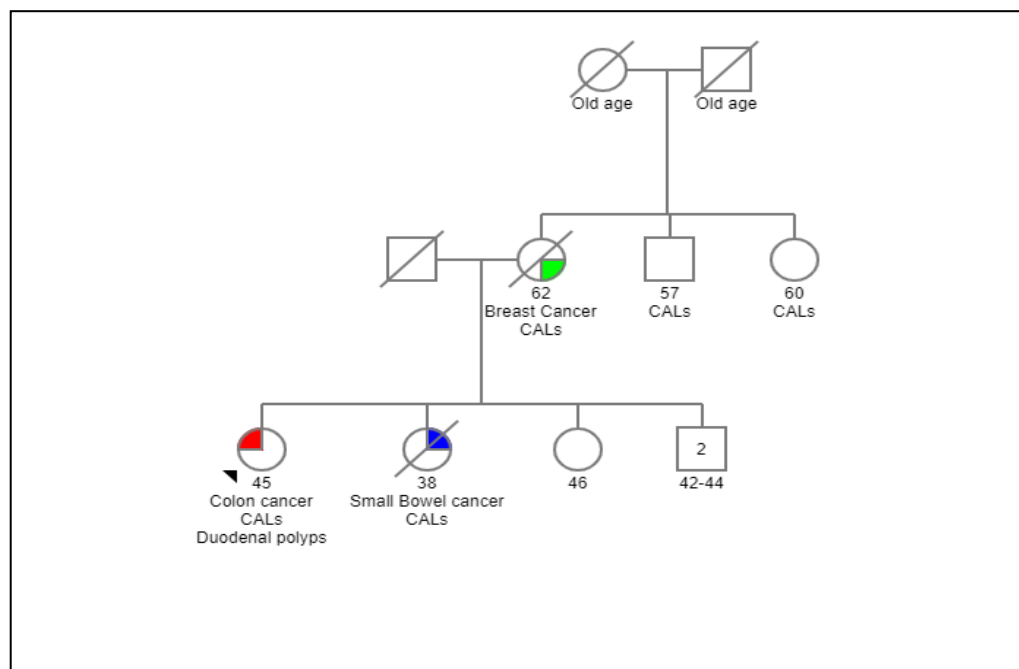 Old age
Old age
62
Breast Cancer
CALs
57
CALs
60
CALs
45
Colon cancer
CALs
Duodenal polyps
38
Small Bowel cancer
CALs
46
2
42-44